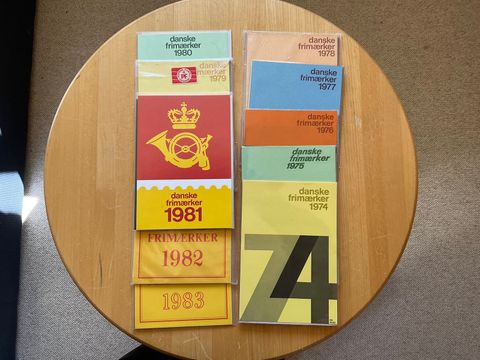 danske
frimærker
1980
danske
mærker
1979
danske
frimærker
1981
FRIMÆRKER
1982
1983
danske
frimærker
1978
danske
frimærker
1977
danske
frimærker
1976
danske
frimærker
1975
danske
frimærker
1974
74